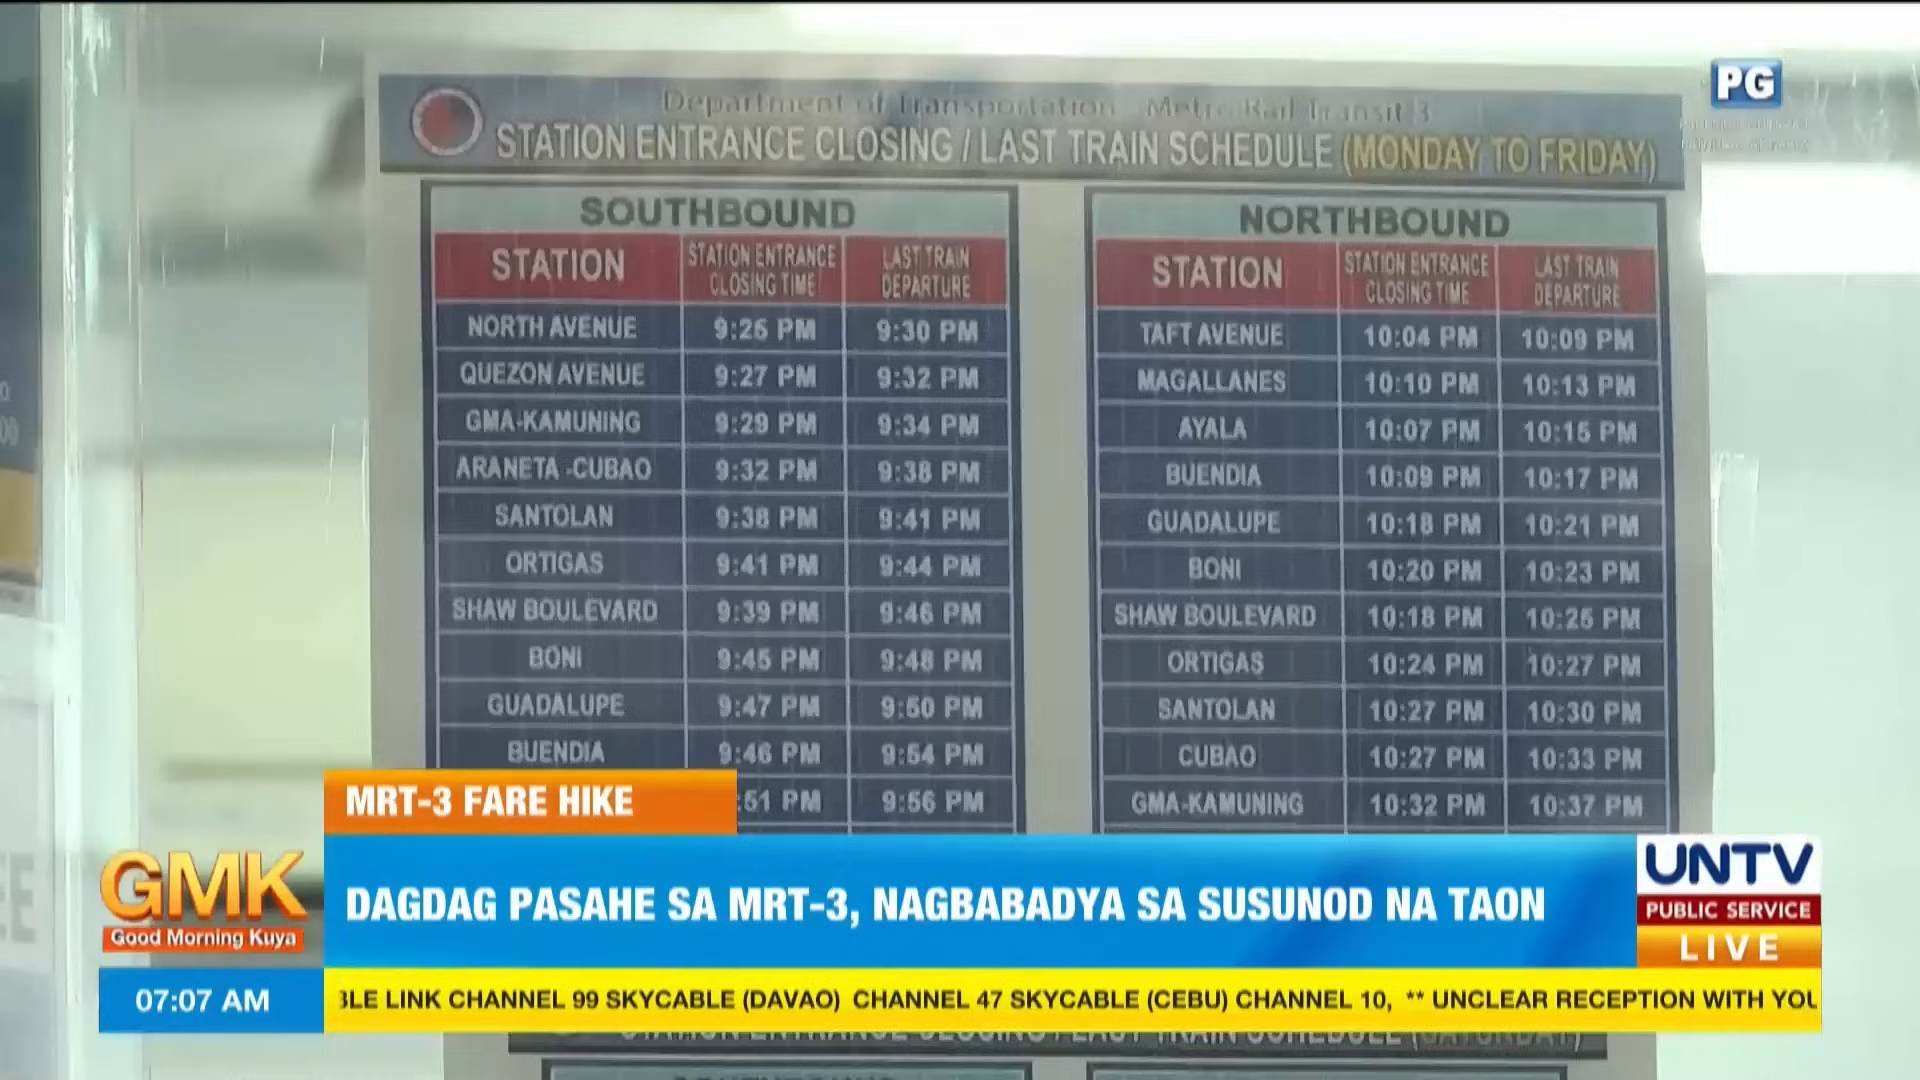 PG
Department of Transportation - Metro Rail Transit 3
STATION ENTRANCE CLOSING / LAST TRAIN SCHEDULE (MONDAY TO FRIDAY)
SOUTHBOUND
STATION STATION ENTRANCE CLOSING TIME LAST TRAIN DEPARTURE
NORTH AVENUE 9:25 PM 9:30 PM
QUEZON AVENUE 9:27 PM 9:32 PM
GMA-KAMUNING 9:29 PM 9:34 PM
ARANETA -CUBAO 9:32 PM 9:38 PM
SANTOLAN 9:38 PM 9:41 PM
ORTIGAS 9:41 PM 9:44 PM
SHAW BOULEVARD 9:39 PM 9:46 PM
BONI 9:45 PM 9:48 PM
GUADALUPE 9:47 PM 9:50 PM
BUENDIA 9:46 PM 9:54 PM
:51 PM 9:56 PM
NORTHBOUND
STATION STATION ENTRANCE CLOSING TIME LAST TRAIN DEPARTURE
TAFT AVENUE 10:04 PM 10:09 PM
MAGALLANES 10:10 PM 10:13 PM
AYALA 10:07 PM 10:15 PM
BUENDIA 10:09 PM 10:17 PM
GUADALUPE 10:18 PM 10:21 PM
BONI 10:20 PM 10:23 PM
SHAW BOULEVARD 10:18 PM 10:25 PM
ORTIGAS 10:24 PM 10:27 PM
SANTOLAN 10:27 PM 10:30 PM
CUBAO 10:27 PM 10:33 PM
GMA-KAMUNING 10:32 PM 10:37 PM
MRT-3 FARE HIKE
DAGDAG PASAHE SA MRT-3, NAGBABADYA SA SUSUNOD NA TAON
GMK
Good Morning Kuya
UNTV
PUBLIC SERVICE
LIVE
07:07 AM
BLE LINK CHANNEL 99 SKYCABLE (DAVAO) CHANNEL 47 SKYCABLE (CEBU) CHANNEL 10, ** UNCLEAR RECEPTION WITH YOU
STATION ENTRANCE CLOSING / LAST TRAIN SCHEDULE (SATURDAY)